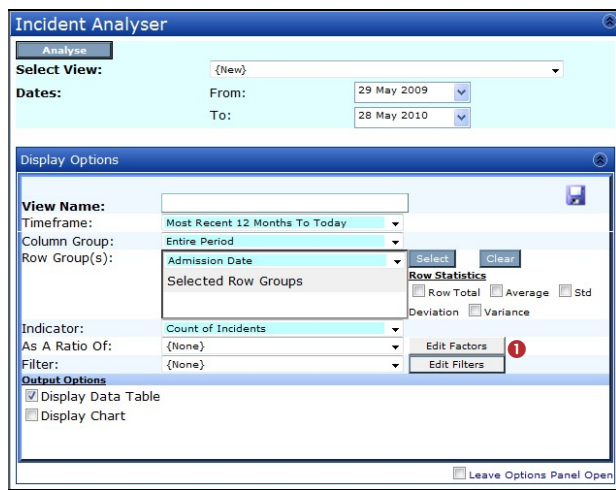 Incident Analyser
Analyse
Select View: {New}
Dates: From: 29 May 2009
To: 28 May 2010
Display Options
View Name:
Timeframe: Most Recent 12 Months To Today
Column Group: Entire Period
Row Group(s): Admission Date Select Clear
Selected Row Groups Row Statistics
Row Total Average Std
Deviation Variance
Indicator: Count of Incidents
As A Ratio Of: {None} Edit Factors 1
Filter: {None} Edit Filters
Output Options
Display Data Table
Display Chart
Leave Options Panel Open